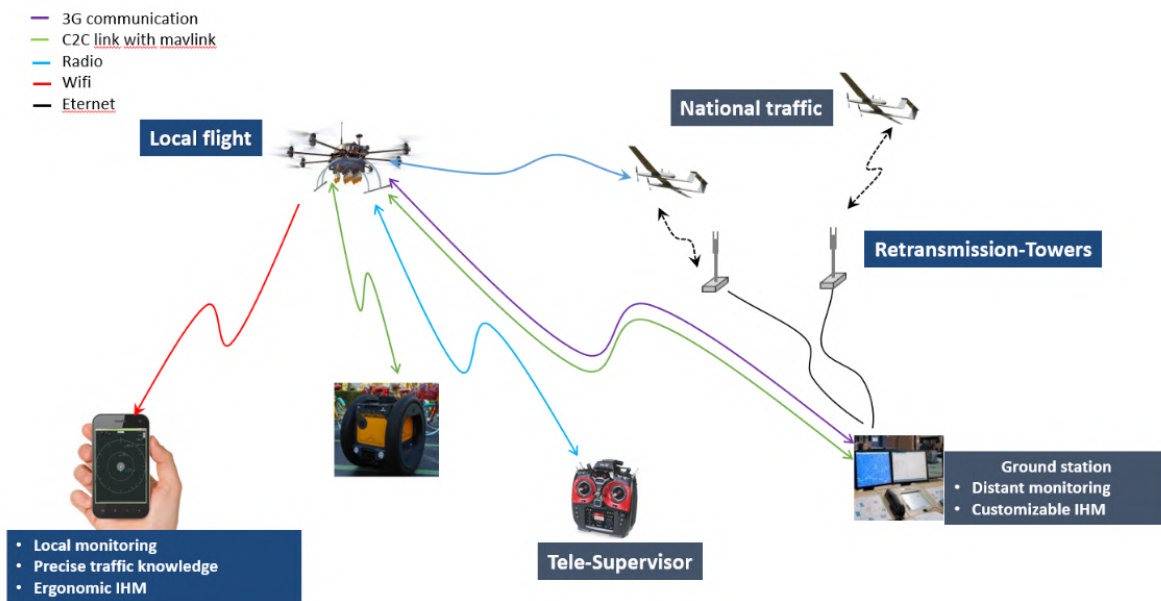 3G communication
C2C link with mavlink
Radio
Wifi
Eternet
Local flight
National traffic
Retransmission-Towers
Ground station
• Distant monitoring
• Customizable IHM
Tele-Supervisor
• Local monitoring
• Precise traffic knowledge
• Ergonomic IHM